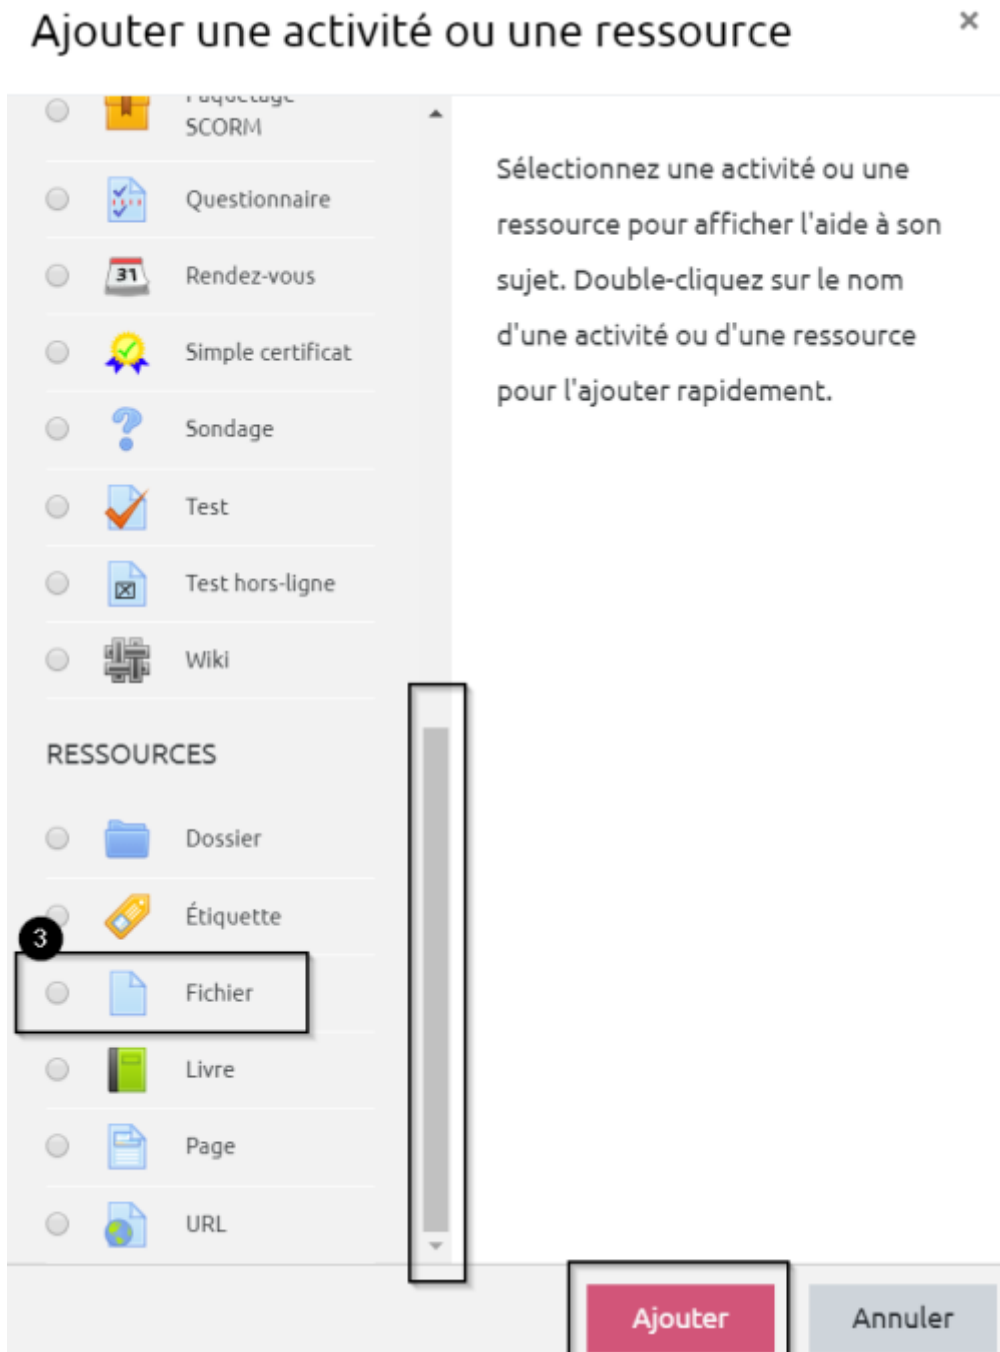 Ajouter une activité ou une ressource
×
Paquetage
SCORM
Questionnaire
31
Rendez-vous
Simple certificat
Sondage
Test
Test hors-ligne
Wiki
RESSOURCES
Dossier
Étiquette
3
Fichier
Livre
Page
URL
Sélectionnez une activité ou une
ressource pour afficher l'aide à son
sujet. Double-cliquez sur le nom
d'une activité ou d'une ressource
pour l'ajouter rapidement.
Ajouter
Annuler